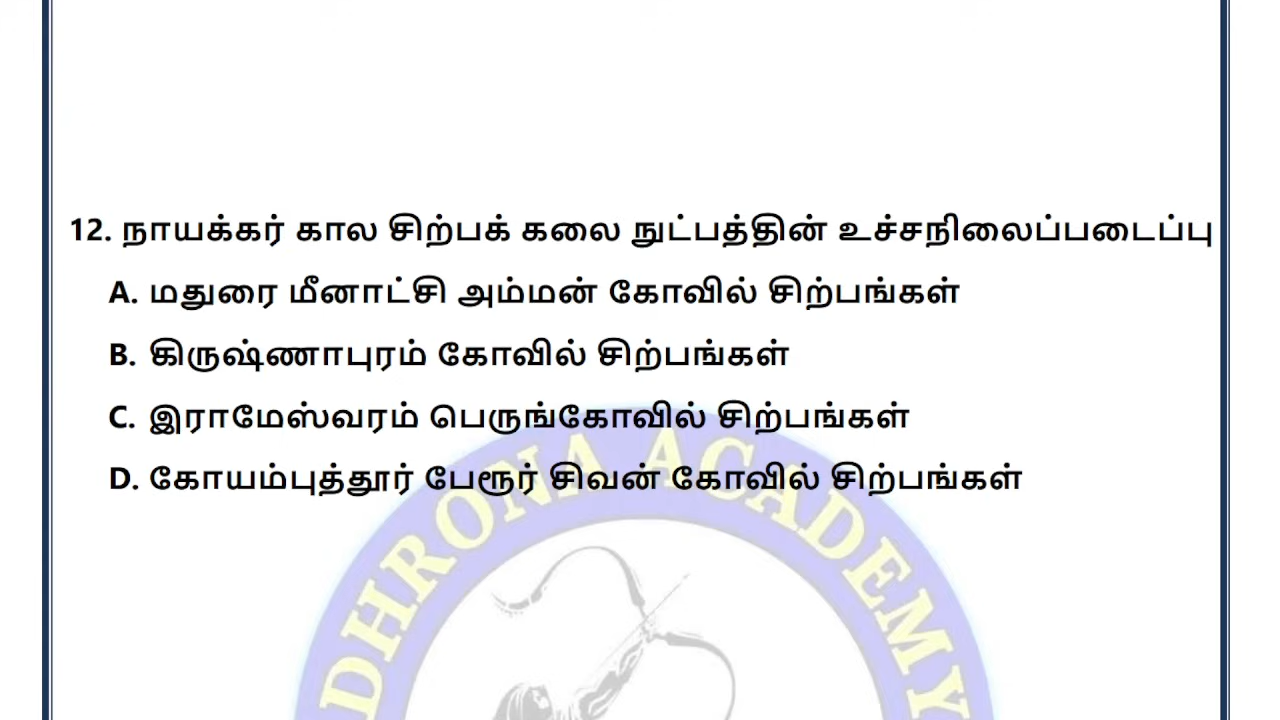 12. நாயக்கர் கால சிற்பக் கலை நுட்பத்தின் உச்சநிலைப்படைப்பு
A. மதுரை மீனாட்சி அம்மன் கோவில் சிற்பங்கள்
B. கிருஷ்ணாபுரம் கோவில் சிற்பங்கள்
C. இராமேஸ்வரம் பெருங்கோவில் சிற்பங்கள்
D. கோயம்புத்தூர் பேரூர் சிவன் கோவில் சிற்பங்கள்
DHRONA ACADEMY